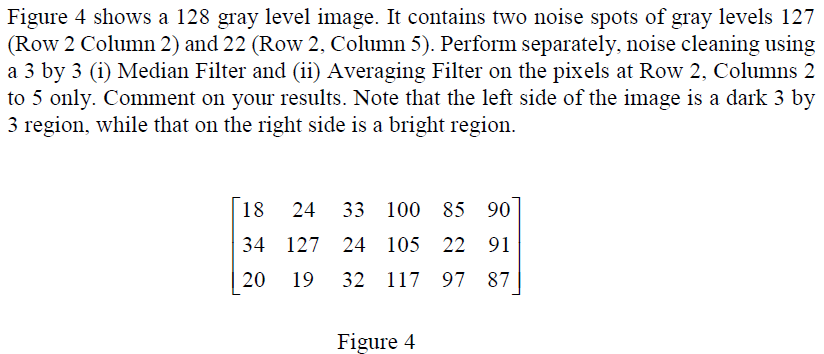 Figure 4 shows a 128 gray level image. It contains two noise spots of gray levels 127
(Row 2 Column 2) and 22 (Row 2, Column 5). Perform separately, noise cleaning using
a 3 by 3 (i) Median Filter and (ii) Averaging Filter on the pixels at Row 2, Columns 2
to 5 only. Comment on your results. Note that the left side of the image is a dark 3 by
3 region, while that on the right side is a bright region.
18 24 33 100 85 90
34 127 24 105 22 91
20 19 32 117 97 87
Figure 4